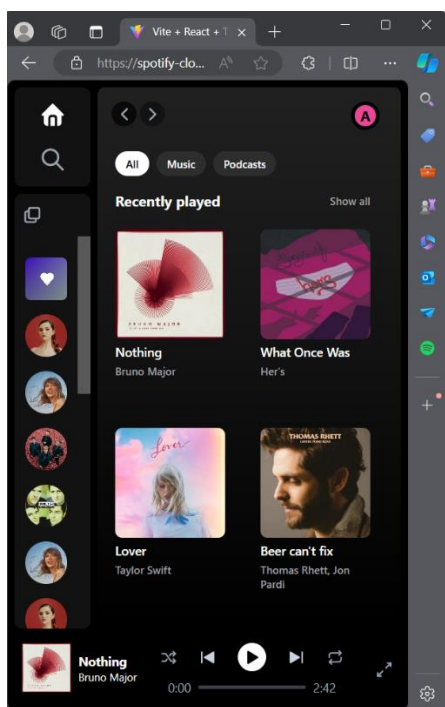 Vite + React + T
https://spotify-clo...
A
All Music Podcasts
Recently played
Show all
BRUNO MAJOR
Nothing
Bruno Major
What Once Was
Her's
Lover
Lover
Taylor Swift
THOMAS RHETT
Beer can't fix
Thomas Rhett, Jon
Pardi
Nothing
Bruno Major
0:00
2:42